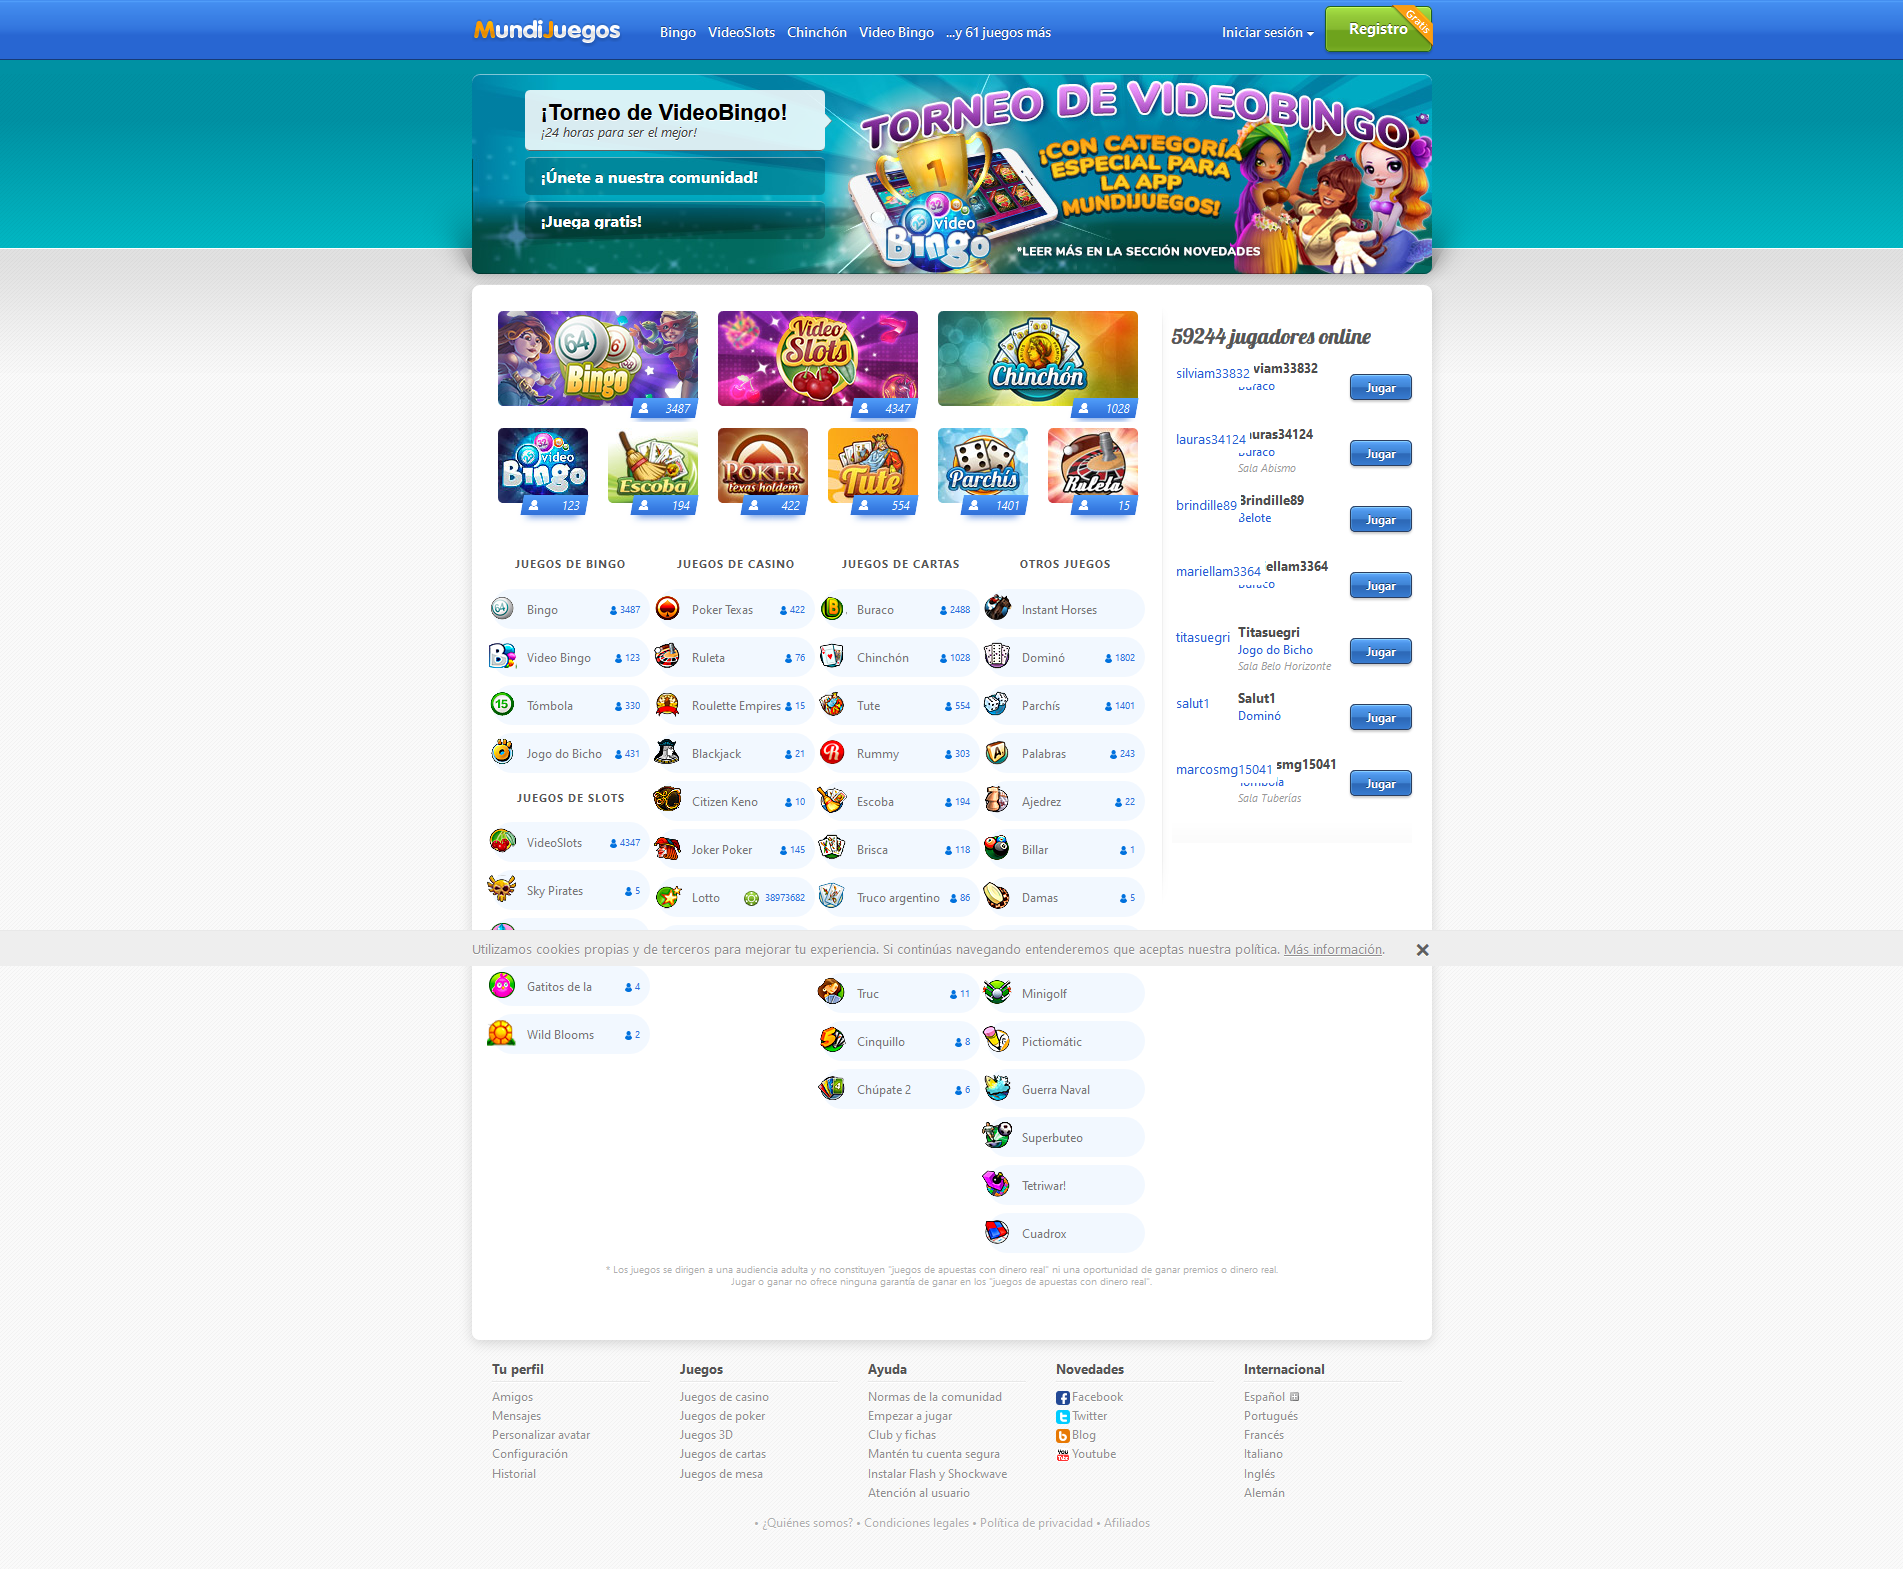 MundiJuegos
Bingo VideoSlots Chinchón Video Bingo ...y 61 juegos más
Iniciar sesión
Registro
Gratis
¡Torneo de VideoBingo!
¡24 horas para ser el mejor!
¡Únete a nuestra comunidad!
¡Juega gratis!
TORNEO DE VIDEOBINGO
¡CON CATEGORÍA
ESPECIAL PARA
LA APP
MUNDIJUEGOS!
1
32
video
Bingo
*LEER MÁS EN LA SECCIÓN NOVEDADES
64 6
Bingo
3487
Video
Slots
4347
Chinchón
1028
32
video
Bingo
123
Escoba
194
POKER
texas holdem
422
Tute
554
Parchís
1401
Ruleta
15
JUEGOS DE BINGO
Bingo 3487
Video Bingo 123
Tómbola 330
Jogo do Bicho 431
JUEGOS DE SLOTS
VideoSlots 4347
Sky Pirates 5
Gatitos de la 4
Wild Blooms 2
JUEGOS DE CASINO
Poker Texas 422
Ruleta 76
Roulette Empires 15
Blackjack 21
Citizen Keno 10
Joker Poker 145
Lotto 38973682
JUEGOS DE CARTAS
Buraco 2488
Chinchón 1028
Tute 554
Rummy 303
Escoba 194
Brisca 118
Truco argentino 86
Truc 11
Cinquillo 8
Chúpate 2 6
OTROS JUEGOS
Instant Horses
Dominó 1802
Parchís 1401
Palabras 243
Ajedrez 22
Billar 1
Damas 5
Minigolf
Pictiomátic
Guerra Naval
Superbuteo
Tetriwar!
Cuadrox
59244 jugadores online
silviam33832 viam33832
Buraco
Jugar
lauras34124 auras34124
Buraco
Sala Abismo
Jugar
brindille89 Brindille89
Belote
Jugar
mariellam3364 ellam3364
Buraco
Jugar
titasuegri Titasuegri
Jogo do Bicho
Sala Belo Horizonte
Jugar
salut1 Salut1
Dominó
Jugar
marcosmg15041 smg15041
Tómbola
Sala Tuberías
Jugar
Utilizamos cookies propias y de terceros para mejorar tu experiencia. Si continúas navegando entenderemos que aceptas nuestra política. Más información.
* Los juegos se dirigen a una audiencia adulta y no constituyen "juegos de apuestas con dinero real" ni una oportunidad de ganar premios o dinero real.
Jugar o ganar no ofrece ninguna garantía de ganar en los "juegos de apuestas con dinero real".
Tu perfil
Amigos
Mensajes
Personalizar avatar
Configuración
Historial
Juegos
Juegos de casino
Juegos de poker
Juegos 3D
Juegos de cartas
Juegos de mesa
Ayuda
Normas de la comunidad
Empezar a jugar
Club y fichas
Mantén tu cuenta segura
Instalar Flash y Shockwave
Atención al usuario
Novedades
Facebook
Twitter
Blog
Youtube
Internacional
Español
Portugués
Francés
Italiano
Inglés
Alemán
• ¿Quiénes somos? • Condiciones legales • Política de privacidad • Afiliados